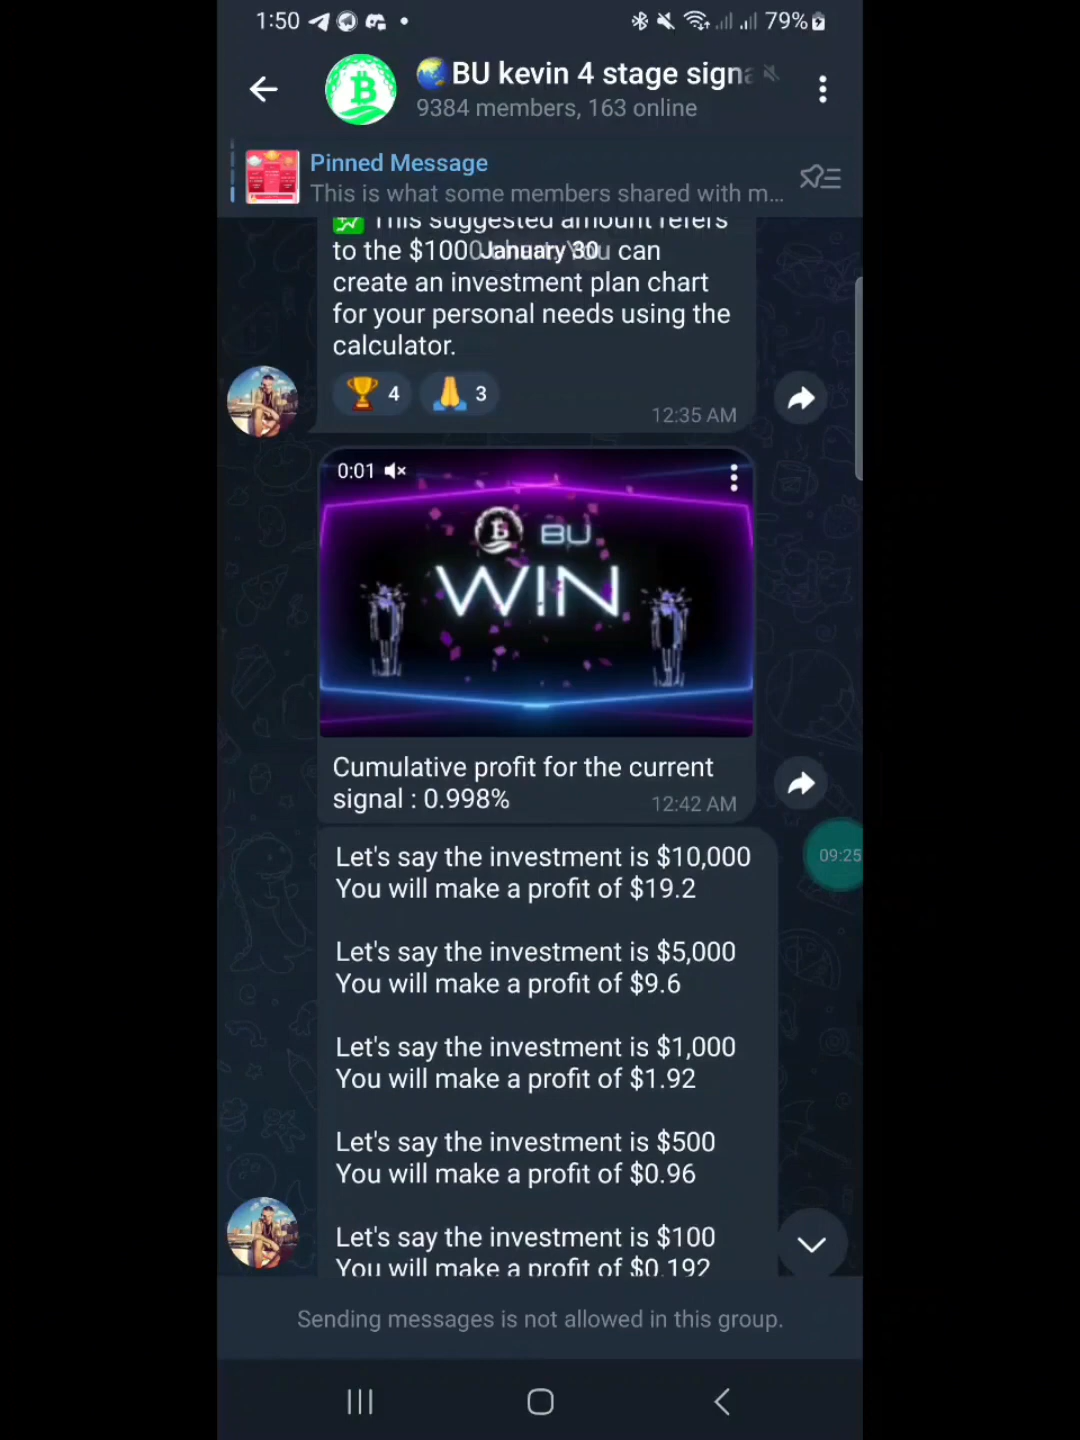 1:50
79%
BU kevin 4 stage signa
9384 members, 163 online
Pinned Message
This is what some members shared with m...
This suggested amount refers
to the $1000 chart. You can
January 30
create an investment plan chart
for your personal needs using the
calculator.
4
3
12:35 AM
0:01
BU
WIN
Cumulative profit for the current
signal : 0.998%
12:42 AM
Let's say the investment is $10,000
You will make a profit of $19.2
09:25
Let's say the investment is $5,000
You will make a profit of $9.6
Let's say the investment is $1,000
You will make a profit of $1.92
Let's say the investment is $500
You will make a profit of $0.96
Let's say the investment is $100
You will make a profit of $0.192
Sending messages is not allowed in this group.